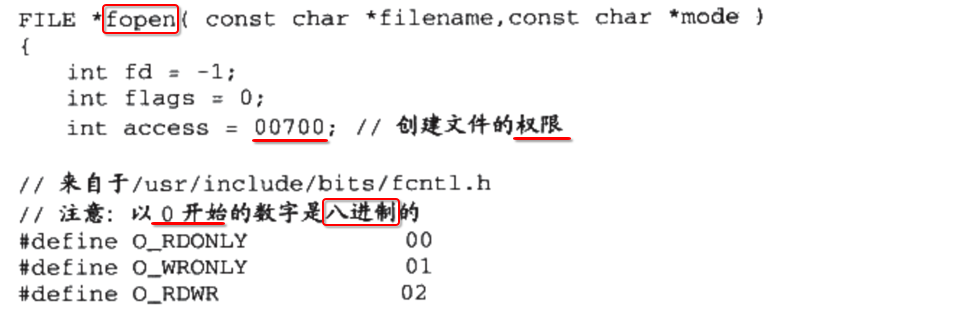 FILE *fopen( const char *filename,const char *mode )
{
    int fd = -1;
    int flags = 0;
    int access = 00700; // 创建文件的权限
// 来自于/usr/include/bits/fcntl.h
// 注意: 以 0 开始的数字是八进制的
#define O_RDONLY          00
#define O_WRONLY          01
#define O_RDWR            02